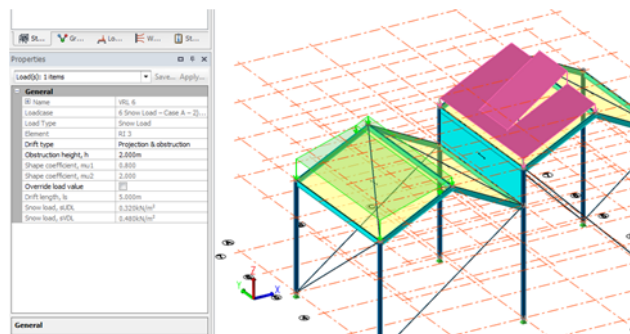 St... Gr... Lo... W... St...
Properties
Load(s): 1 items Save... Apply...
General
Name VRL 6
Loadcase 6 Snow Load – Case A – 2)...
Load Type Snow Load
Element RI 3
Drift type Projection & obstruction
Obstruction height, h 2.000m
Shape coefficient, mu1 0.800
Shape coefficient, mu2 2.000
Override load value
Drift length, ls 5.000m
Snow load, sUDL 0.320kN/m²
Snow load, sVDL 0.480kN/m²
General
Z
Y
X